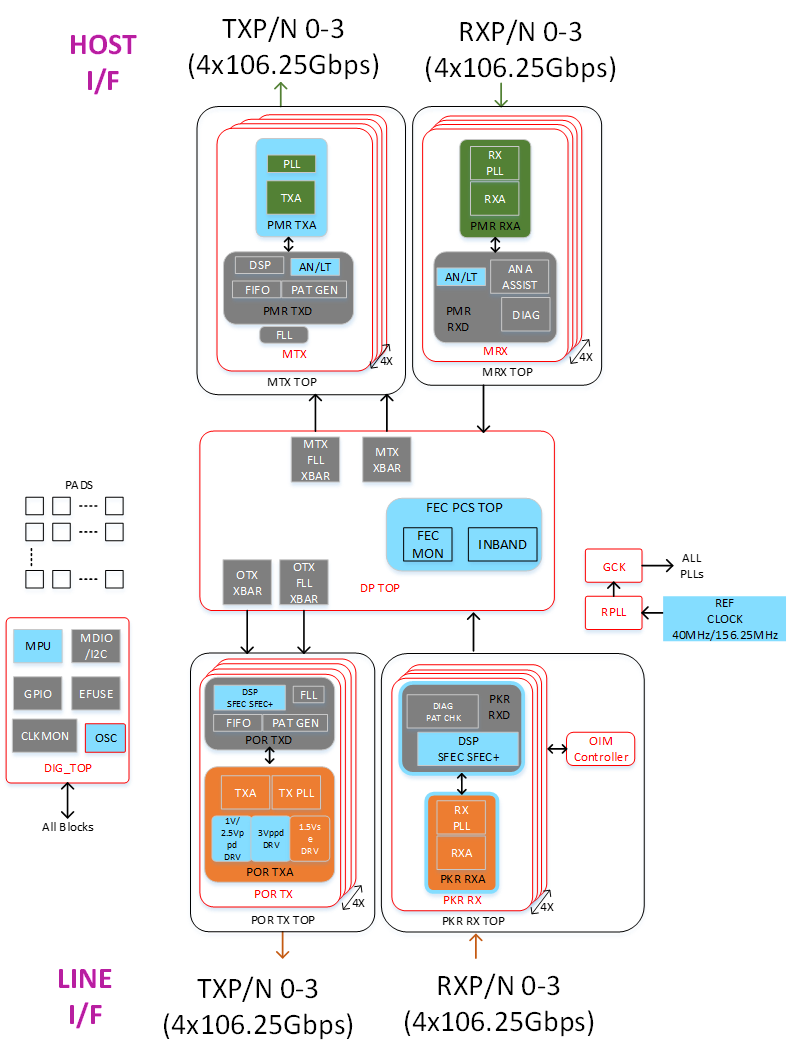 HOST
I/F
TXP/N 0-3
(4x106.25Gbps)
RXP/N 0-3
(4x106.25Gbps)
PLL
TXA
PMR TXA
DSP
AN/LT
FIFO
PAT GEN
PMR TXD
FLL
MTX
4X
MTX TOP
RX
PLL
RXA
PMR RXA
AN/LT
ANA
ASSIST
PMR
RXD
DIAG
MRX
4X
MRX TOP
MTX
FLL
XBAR
MTX
XBAR
FEC PCS TOP
FEC
MON
INBAND
OTX
XBAR
OTX
FLL
XBAR
DP TOP
PADS
GCK
ALL
PLLs
RPLL
REF
CLOCK
40MHz/156.25MHz
MPU
MDIO
/I2C
GPIO
EFUSE
CLKMON
OSC
DIG_TOP
All Blocks
DSP
SFEC SFEC+
FLL
FIFO
PAT GEN
POR TXD
TXA
TX PLL
1V/
2.5Vp
pd
DRV
3Vppd
DRV
1.5Vs
e
DRV
POR TXA
POR TX
4X
POR TX TOP
DIAG
PAT CHK
PKR
RXD
DSP
SFEC SFEC+
RX
PLL
RXA
PKR RXA
PKR RX
4X
PKR RX TOP
OIM
Controller
LINE
I/F
TXP/N 0-3
(4x106.25Gbps)
RXP/N 0-3
(4x106.25Gbps)